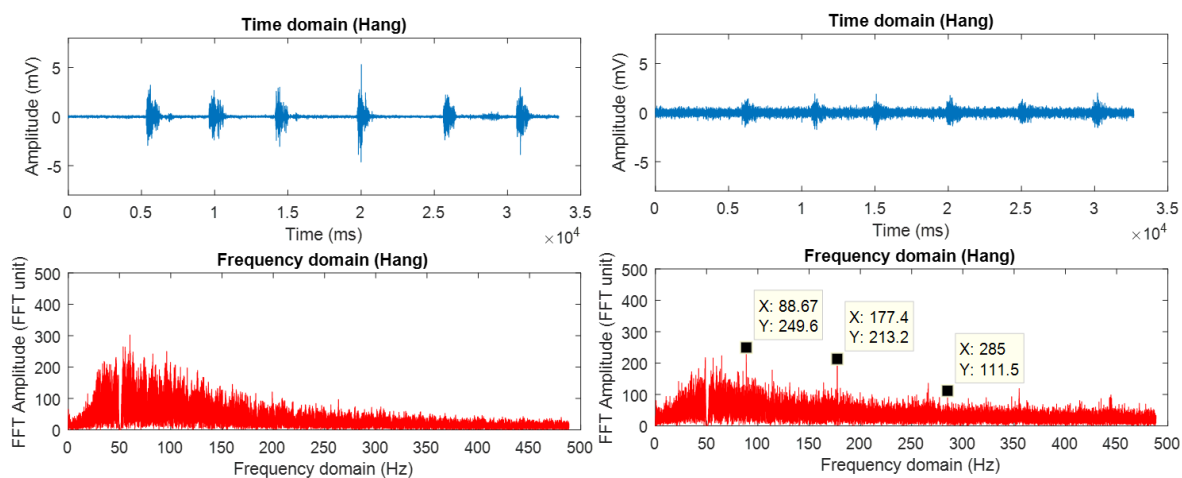 Time domain (Hang)
Amplitude (mV)
5
0
-5
0 0.5 1 1.5 2 2.5 3 3.5
Time (ms)
×10^4
Time domain (Hang)
Amplitude (mV)
5
0
-5
0 0.5 1 1.5 2 2.5 3 3.5
Time (ms)
×10^4
Frequency domain (Hang)
FFT Amplitude (FFT unit)
500
400
300
200
100
0
0 50 100 150 200 250 300 350 400 450 500
Frequency domain (Hz)
Frequency domain (Hang)
FFT Amplitude (FFT unit)
500
400
300
200
100
0
X: 88.67
Y: 249.6
X: 177.4
Y: 213.2
X: 285
Y: 111.5
0 50 100 150 200 250 300 350 400 450 500
Frequency domain (Hz)